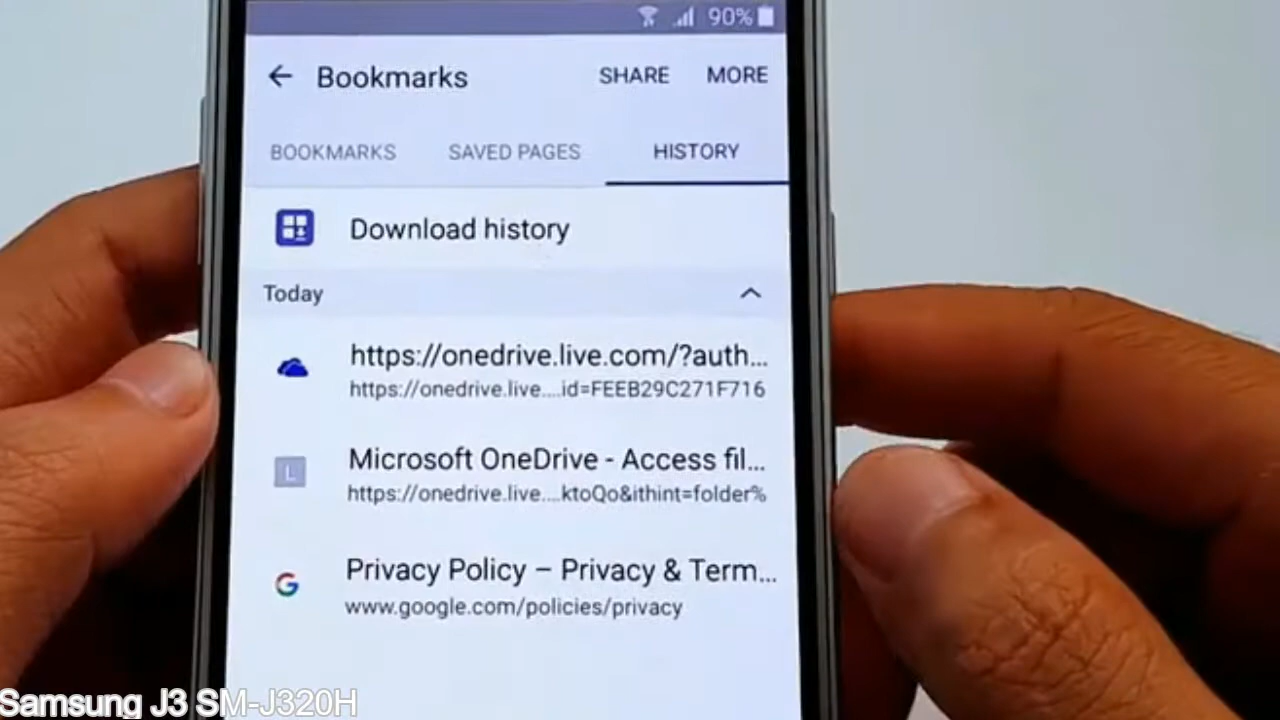 90%
Bookmarks SHARE MORE
BOOKMARKS SAVED PAGES HISTORY
Download history
Today
https://onedrive.live.com/?auth...
https://onedrive.live....id=FEEB29C271F716
L
Microsoft OneDrive - Access fil...
https://onedrive.live....ktoQo&ithint=folder%
G
Privacy Policy – Privacy & Term...
www.google.com/policies/privacy
Samsung J3 SM-J320H